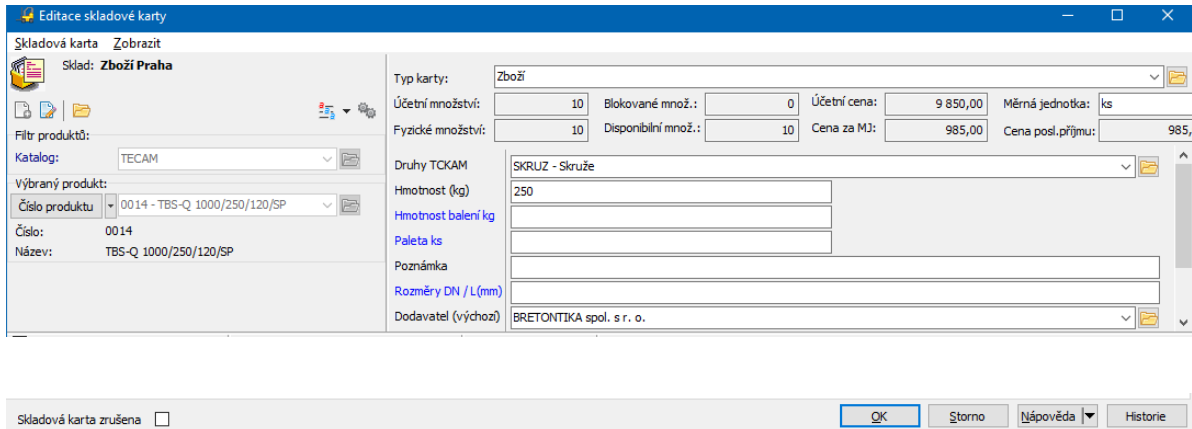 Editace skladové karty
Skladová karta Zobrazit
Sklad: Zboží Praha
Filtr produktů:
Katalog: TECAM
Výbraný produkt:
Číslo produktu 0014 - TBS-Q 1000/250/120/SP
Číslo: 0014
Název: TBS-Q 1000/250/120/SP
Typ karty: Zboží
Účetní množství: 10 Blokované množ.: 0 Účetní cena: 9 850,00 Měrná jednotka: ks
Fyzické množství: 10 Disponibilní množ.: 10 Cena za MJ: 985,00 Cena posl.příjmu: 985,
Druhy TCKAM SKRUZ - Skruže
Hmotnost (kg) 250
Hmotnost balení kg
Paleta ks
Poznámka
Rozměry DN / L(mm)
Dodavatel (výchozí) BRETONTIKA spol. s r. o.
Skladová karta zrušena OK Storno Nápověda Historie